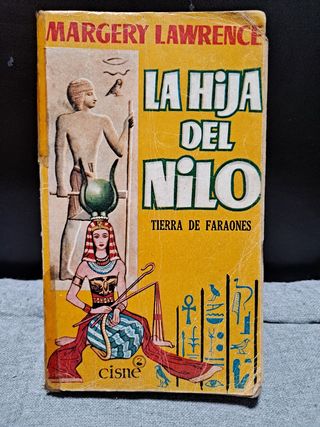 MARGERY LAWRENCE
LA HiJA
DEL
NiLO
TIERRA DE FARAONES
cisne